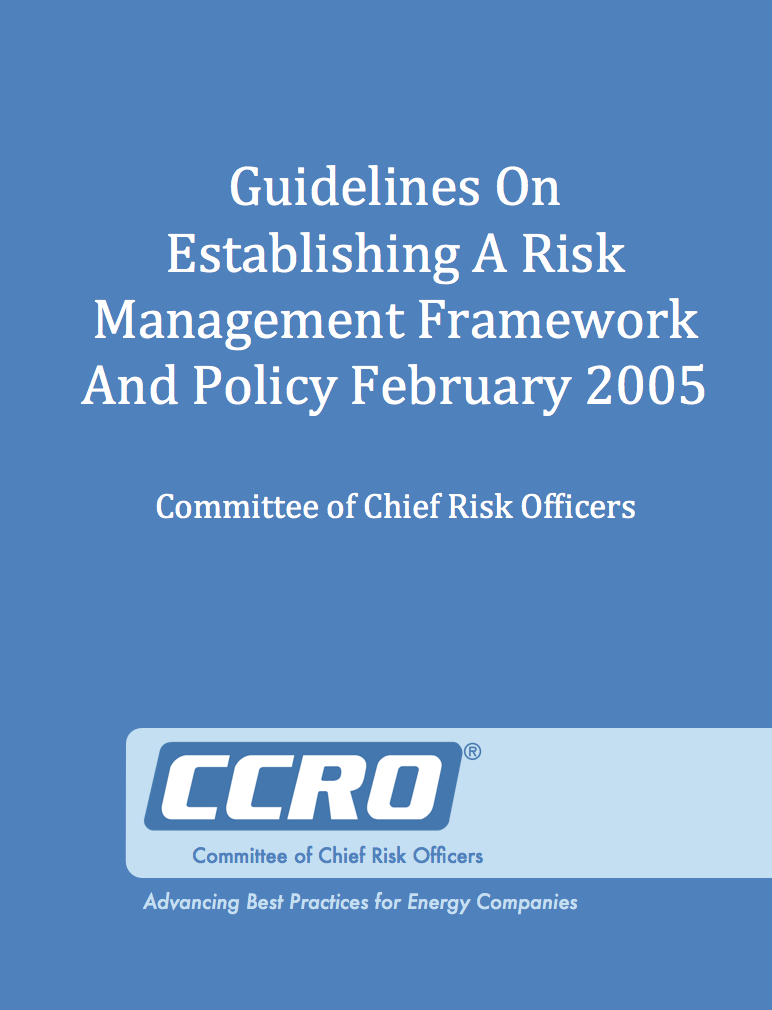 Guidelines On
Establishing A Risk
Management Framework
And Policy February 2005
Committee of Chief Risk Officers
CCRO®
Committee of Chief Risk Officers
Advancing Best Practices for Energy Companies